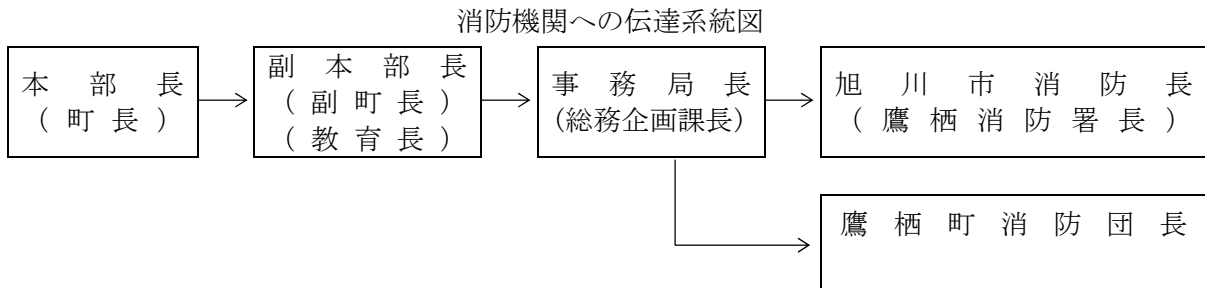 消防機関への伝達系統図
本部長
(町長)
副本部長
(副町長)
(教育長)
事務局長
(総務企画課長)
旭川市消防長
(鷹栖消防署長)
鷹栖町消防団長